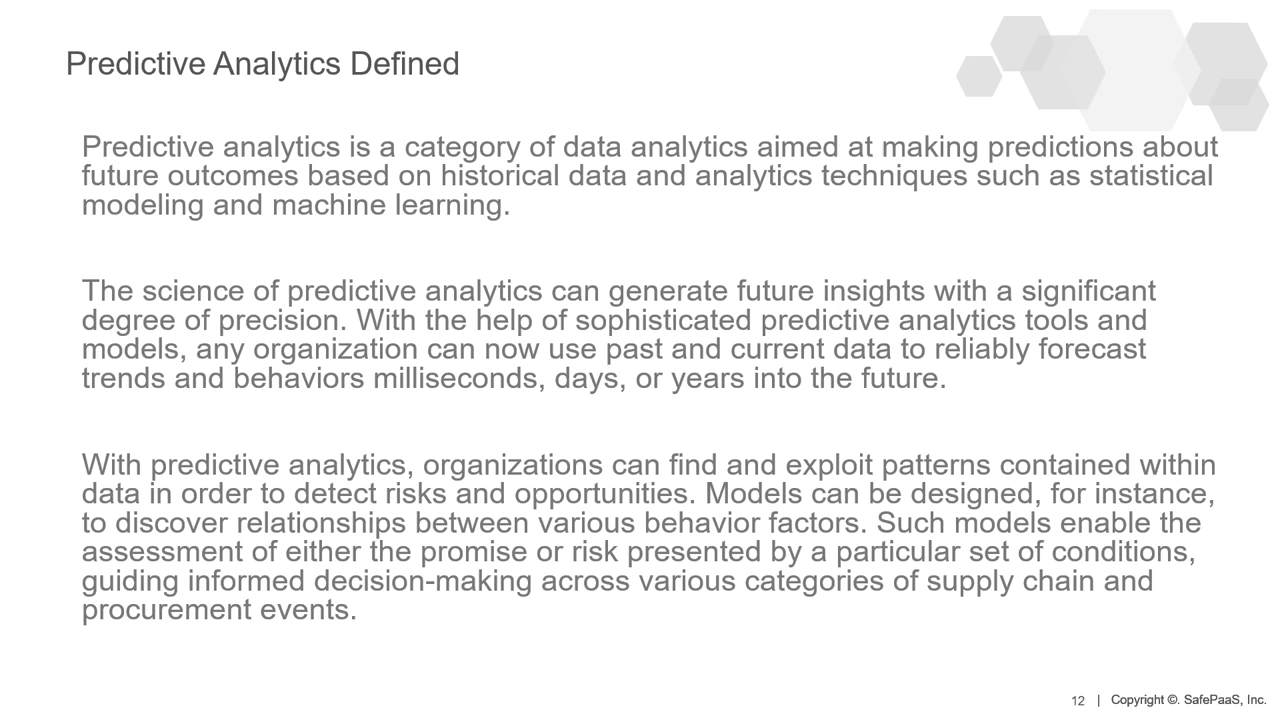 Predictive Analytics Defined
Predictive analytics is a category of data analytics aimed at making predictions about
future outcomes based on historical data and analytics techniques such as statistical
modeling and machine learning.
The science of predictive analytics can generate future insights with a significant
degree of precision. With the help of sophisticated predictive analytics tools and
models, any organization can now use past and current data to reliably forecast
trends and behaviors milliseconds, days, or years into the future.
With predictive analytics, organizations can find and exploit patterns contained within
data in order to detect risks and opportunities. Models can be designed, for instance,
to discover relationships between various behavior factors. Such models enable the
assessment of either the promise or risk presented by a particular set of conditions,
guiding informed decision-making across various categories of supply chain and
procurement events.
12 | Copyright ©. SafePaaS, Inc.